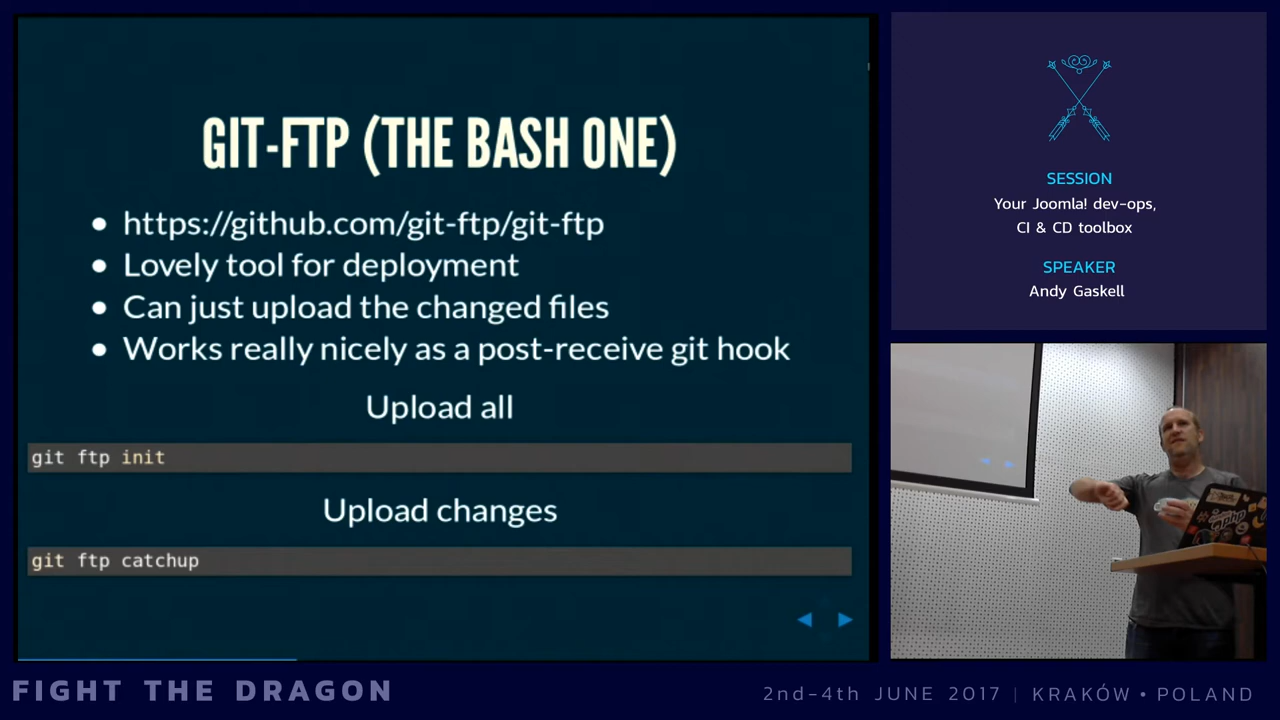 GIT-FTP (THE BASH ONE)
https://github.com/git-ftp/git-ftp
Lovely tool for deployment
Can just upload the changed files
Works really nicely as a post-receive git hook
Upload all
git ftp init
Upload changes
git ftp catchup
SESSION
Your Joomla! dev-ops,
CI & CD toolbox
SPEAKER
Andy Gaskell
php
FIGHT THE DRAGON
2nd-4th JUNE 2017 | KRAKÓW • POLAND